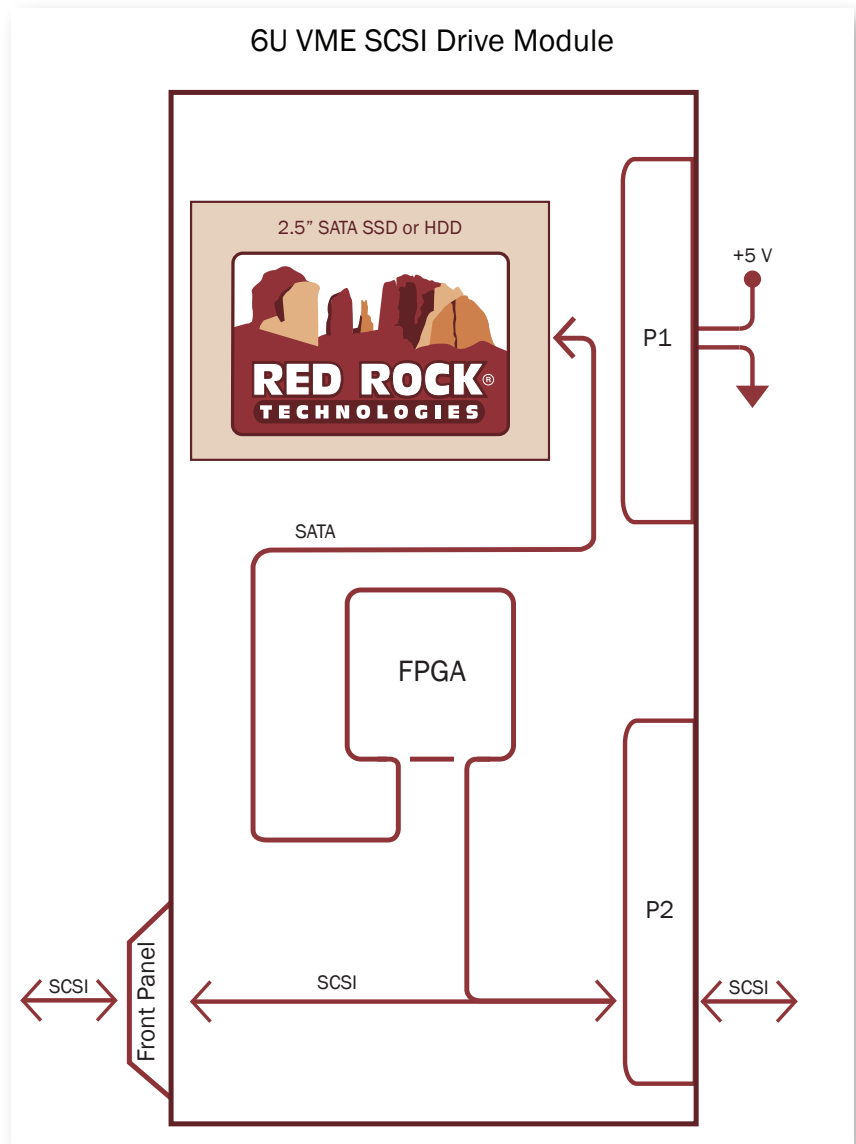 6U VME SCSI Drive Module
2.5” SATA SSD or HDD
RED ROCK®
TECHNOLOGIES
+5 V
P1
SATA
FPGA
P2
Front Panel
SCSI
SCSI
SCSI